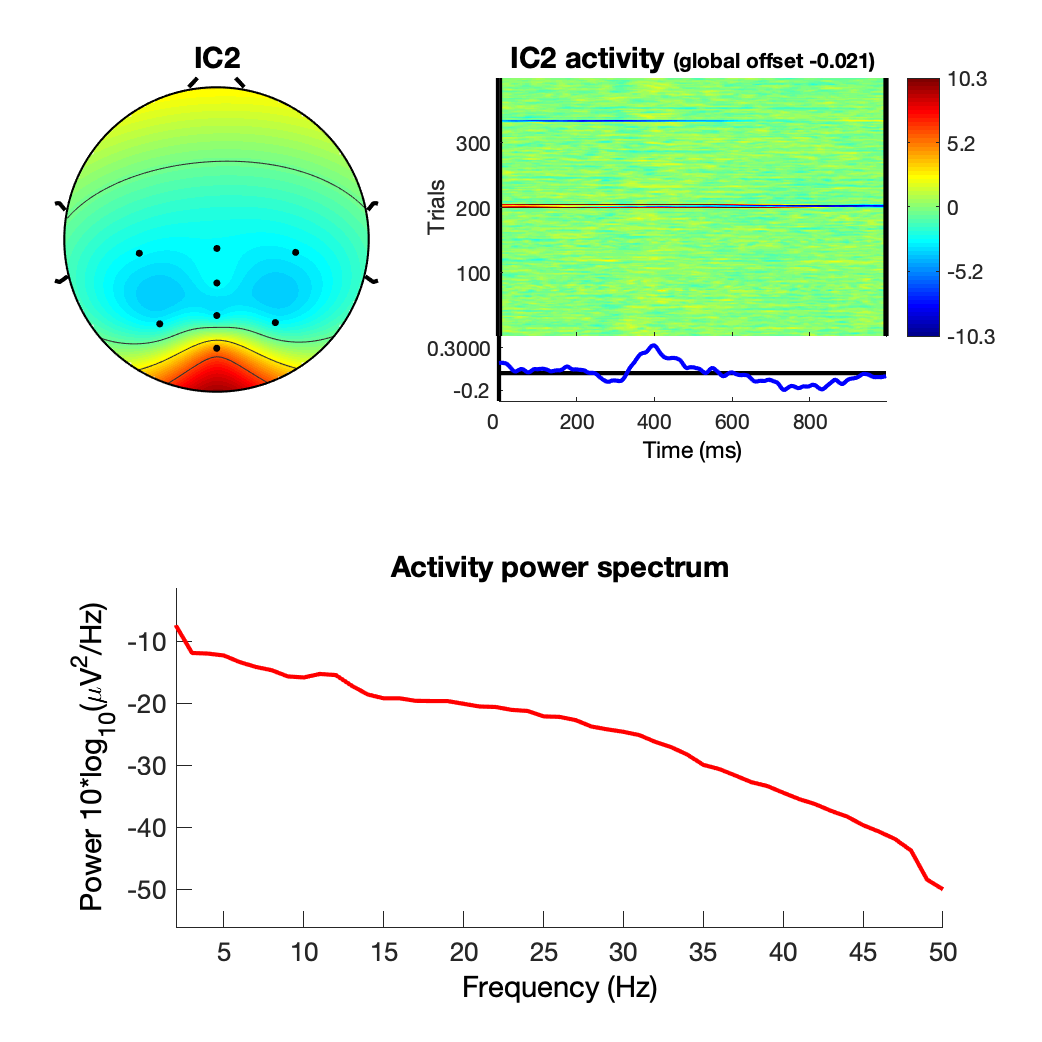 IC2
IC2 activity (global offset -0.021)
10.3
5.2
0
-5.2
-10.3
Trials
300
200
100
0.3000
-0.2
0 200 400 600 800
Time (ms)
Activity power spectrum
Power 10*log10(μV2/Hz)
-10
-20
-30
-40
-50
5 10 15 20 25 30 35 40 45 50
Frequency (Hz)